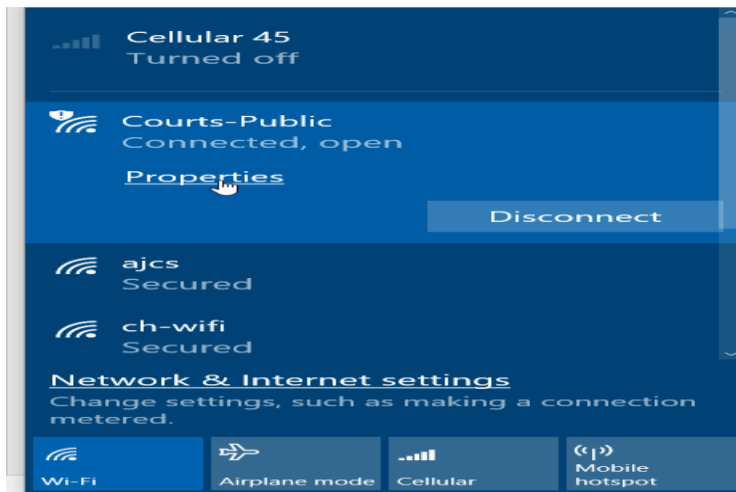 Cellular 45
Turned off
Courts-Public
Connected, open
Properties
Disconnect
ajcs
Secured
ch-wifi
Secured
Network & Internet settings
Change settings, such as making a connection
metered.
Wi-Fi
Airplane mode
Cellular
Mobile
hotspot